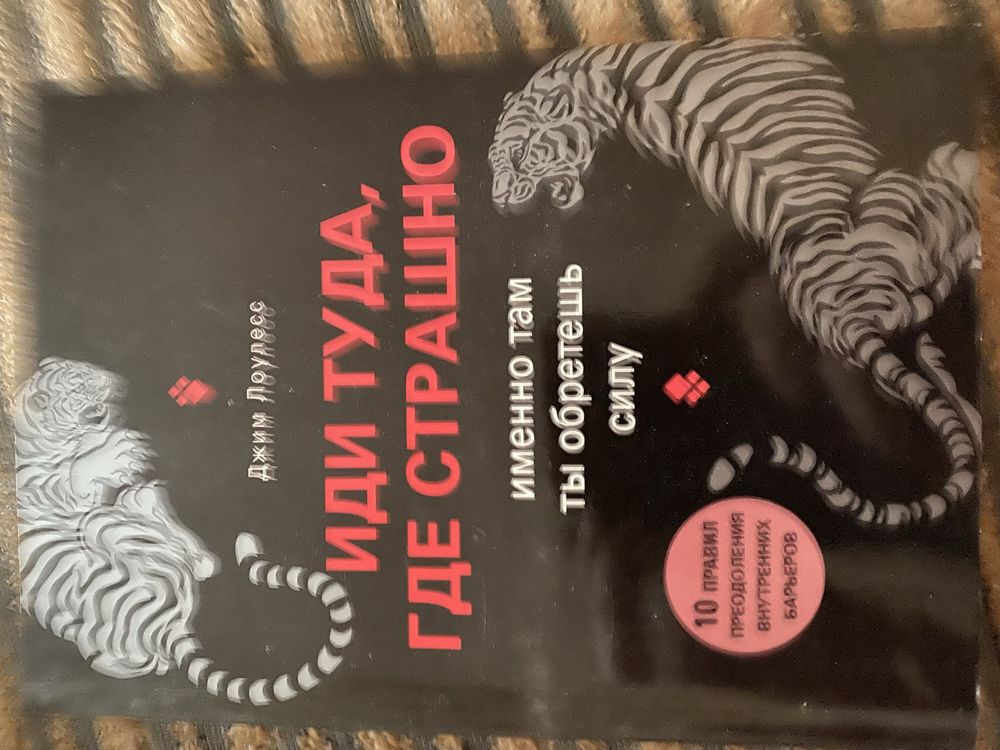 Джим Лоулесс
ИДИ ТУДА,
ГДЕ СТРАШНО
именно там
ты обретешь
силу
10 ПРАВИЛ
ПРЕОДОЛЕНИЯ
ВНУТРЕННИХ
БАРЬЕРОВ